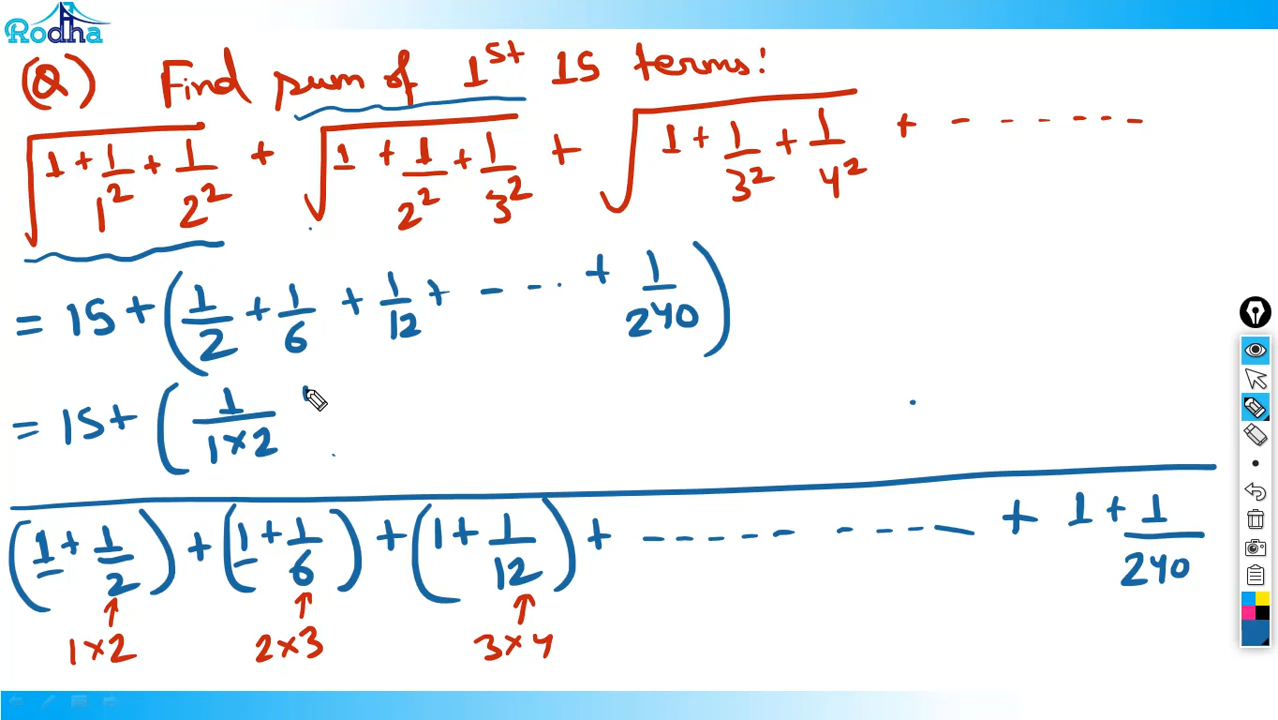 Rodha
(Q) Find sum of 1st 15 terms:
√(1 + 1/1² + 1/2²) + √(1 + 1/2² + 1/3²) + √(1 + 1/3² + 1/4²) + - - - - - -
= 15 + (1/2 + 1/6 + 1/12 + - - - · + 1/240)
= 15 + ( 1/1×2
(1 + 1/2) + (1 + 1/6) + (1 + 1/12) + - - - - - - - - - - - + 1 + 1/240
↑ ↑ ↑
1×2 2×3 3×4